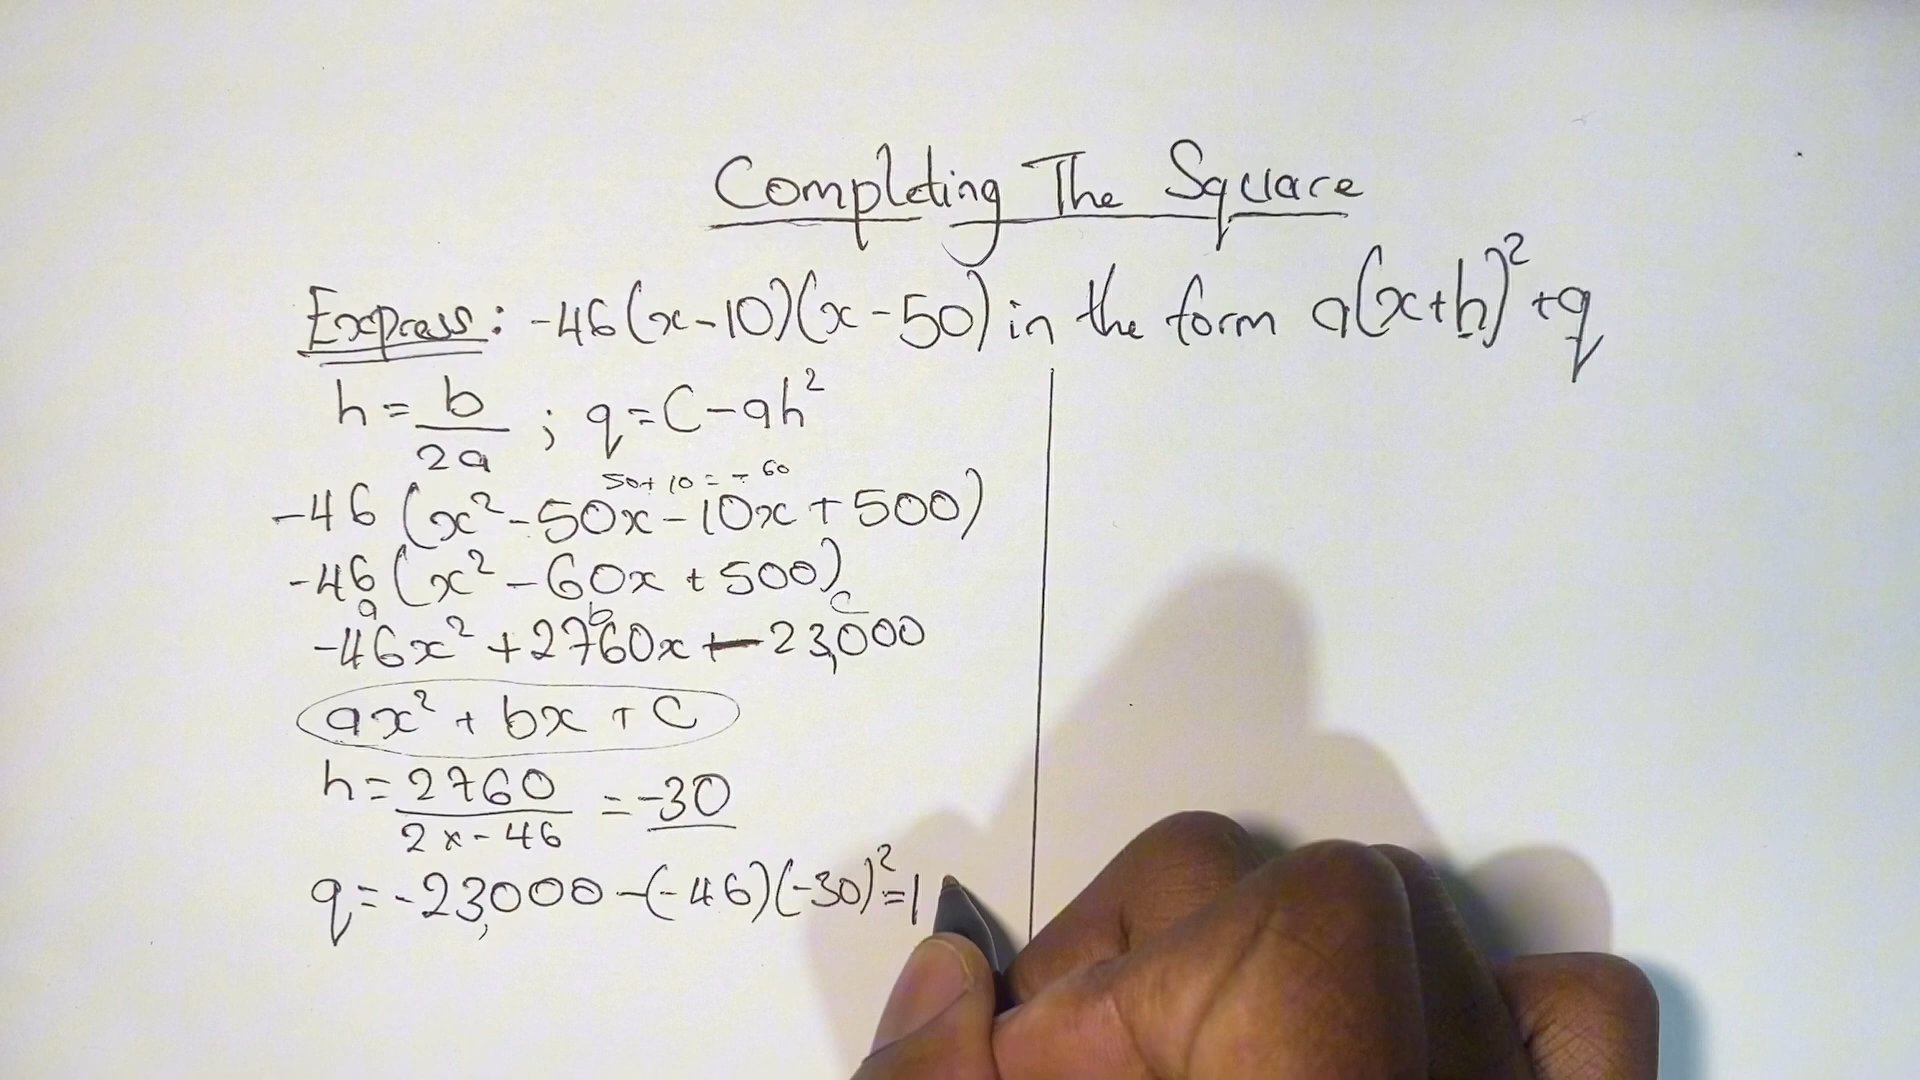 Completing The Square
Express: -46(x-10)(x-50) in the form a(x+h)²+q
h = b/2a ; q = C-ah²
50+10 = -60
-46(x²-50x-10x+500)
-46(x²-60x+500)
a b c
-46x²+2760x+-23,000
ax²+bx+C
h = 2760/2x-46 = -30
q = -23,000-(-46)(-30)²=1